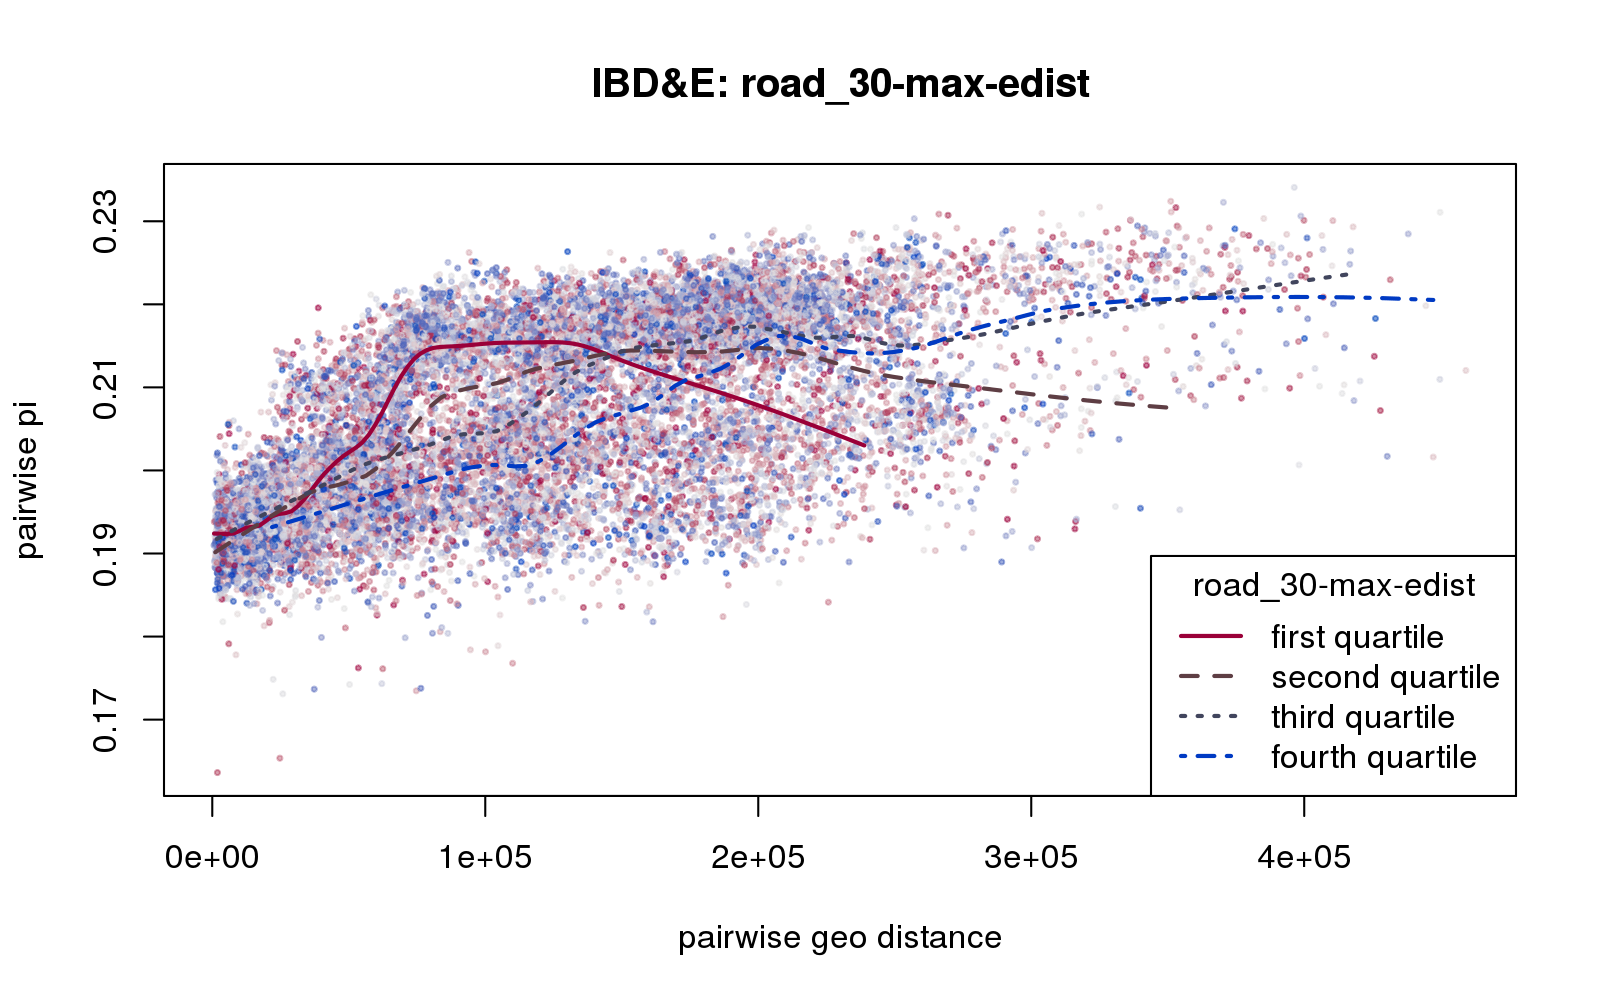 IBD&E: road_30-max-edist
pairwise pi
0.23
0.21
0.19
0.17
road_30-max-edist
first quartile
second quartile
third quartile
fourth quartile
0e+00 1e+05 2e+05 3e+05 4e+05
pairwise geo distance